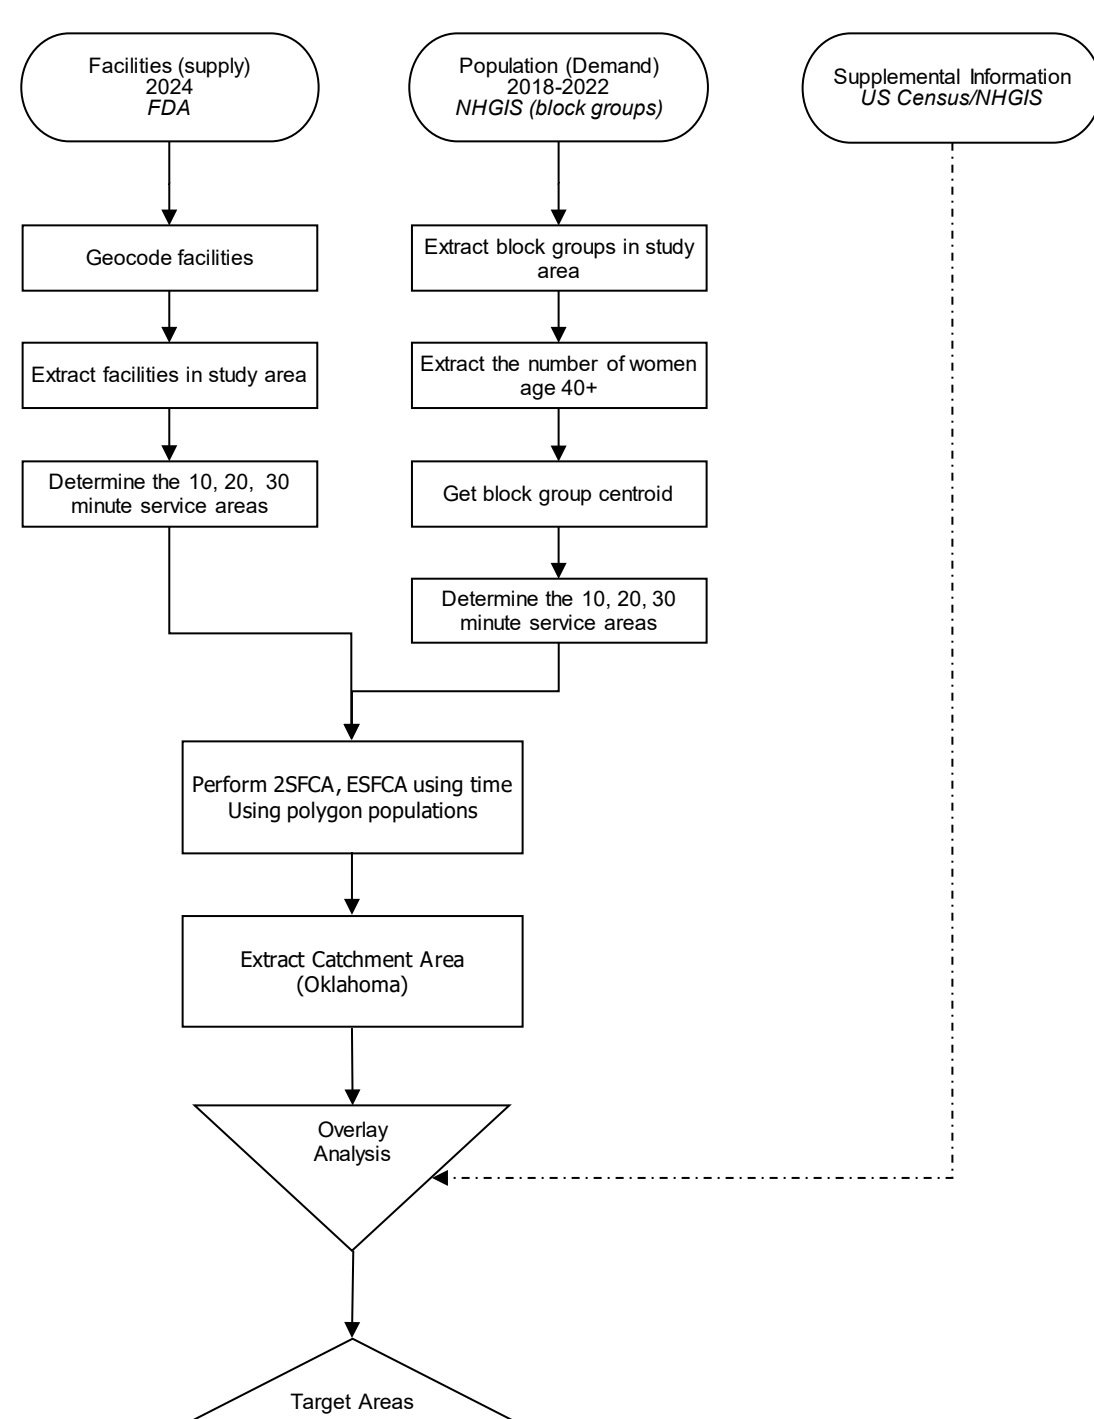 Facilities (supply)
2024
FDA
Population (Demand)
2018-2022
NHGIS (block groups)
Supplemental Information
US Census/NHGIS
Geocode facilities
Extract block groups in study
area
Extract facilities in study area
Extract the number of women
age 40+
Determine the 10, 20, 30
minute service areas
Get block group centroid
Determine the 10, 20, 30
minute service areas
Perform 2SFCA, ESFCA using time
Using polygon populations
Extract Catchment Area
(Oklahoma)
Overlay
Analysis
Target Areas